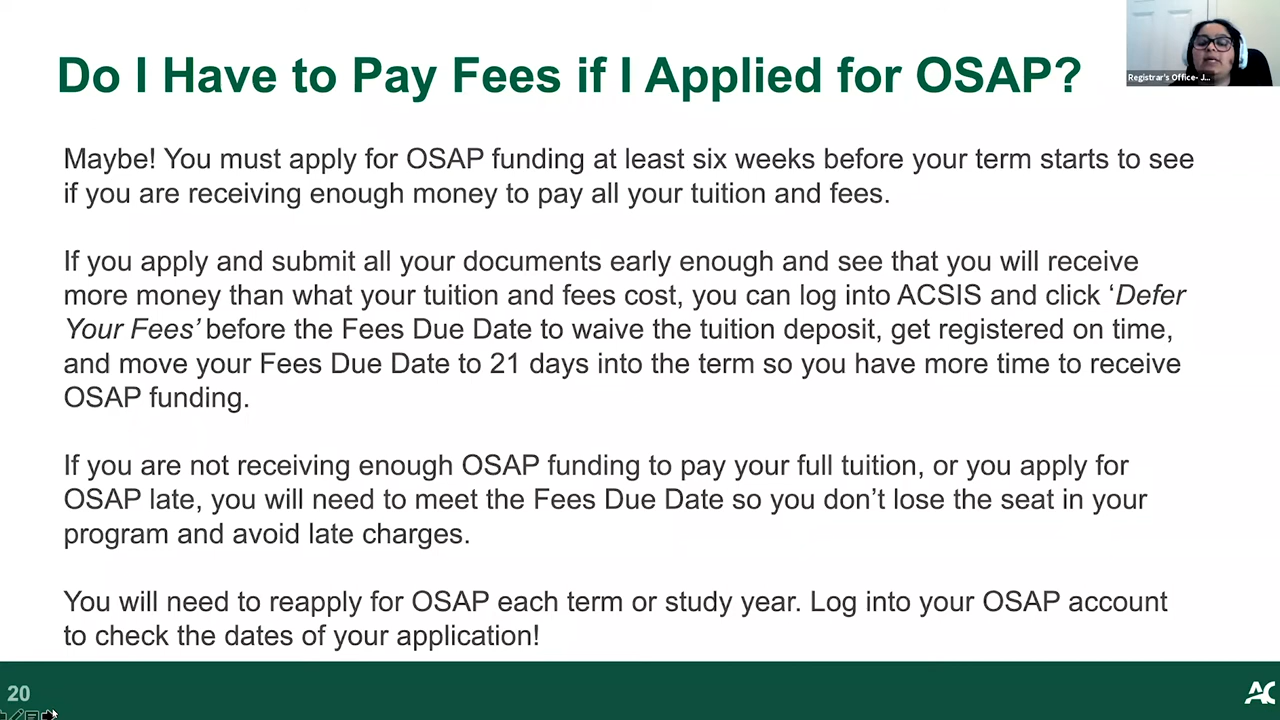 Do I Have to Pay Fees if I Applied for OSAP?
Registrar's Office- J...
Maybe! You must apply for OSAP funding at least six weeks before your term starts to see
if you are receiving enough money to pay all your tuition and fees.
If you apply and submit all your documents early enough and see that you will receive
more money than what your tuition and fees cost, you can log into ACSIS and click ‘Defer
Your Fees’ before the Fees Due Date to waive the tuition deposit, get registered on time,
and move your Fees Due Date to 21 days into the term so you have more time to receive
OSAP funding.
If you are not receiving enough OSAP funding to pay your full tuition, or you apply for
OSAP late, you will need to meet the Fees Due Date so you don’t lose the seat in your
program and avoid late charges.
You will need to reapply for OSAP each term or study year. Log into your OSAP account
to check the dates of your application!
20
AC